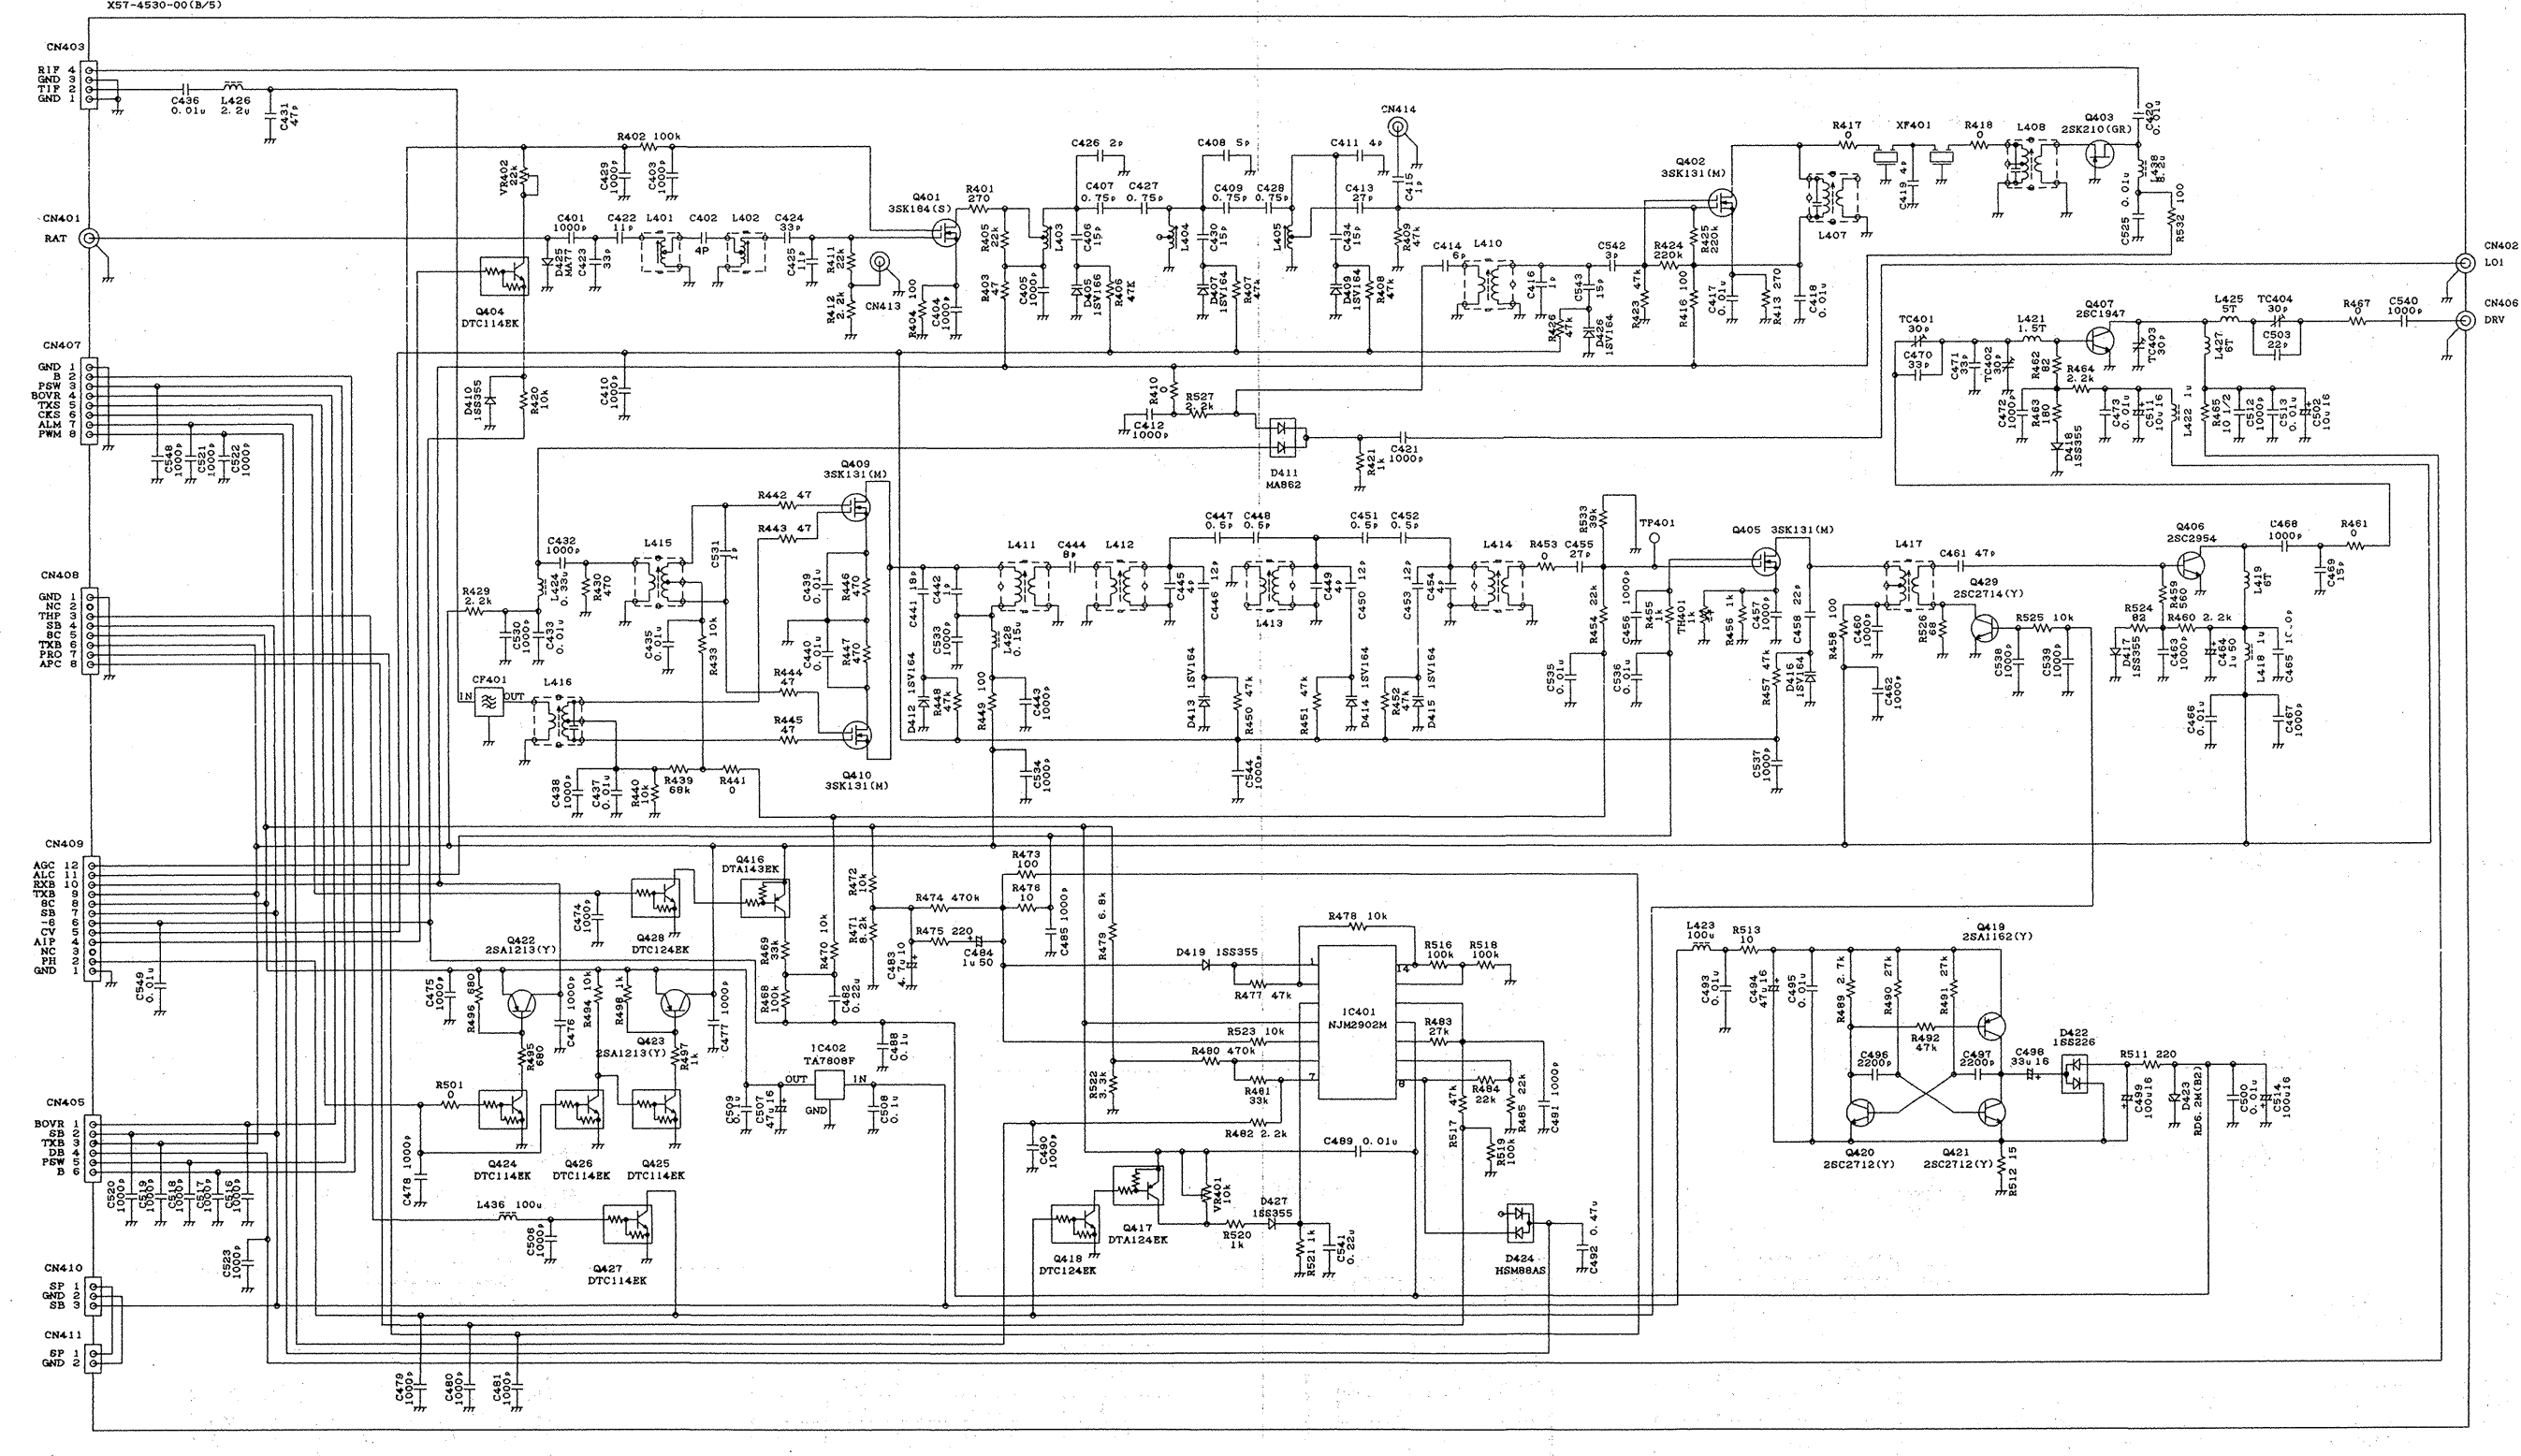 X57-4530-00(B/5)
CN403
RIF 4
GND 3
TIF 2
GND 1
C436
0.01u
L426
2.2u
C431
47p
CN401
RAT
R402 100k
VR402
22k
C429
1000p
C403
1000p
C401
1000p
C422
11p
L401
C402
4P
L402
C424
33p
D425
MA77
C423
33p
C425
11p
R411
22k
R412
2.2k
CN413
Q404
DTC114EK
Q401
3SK184(S)
R401
270
R404 100
C404
1000p
R405
22k
R403
47
C405
1000p
L403
C426 2p
C407
0.75p
C427
0.75p
C406
15p
D405
1SV166
R406
47K
L404
C408 5p
C409
0.75p
C428
0.75p
C430
15p
D407
1SV164
R407
47k
L405
C411 4p
C413
27p
C434
15p
D409
1SV164
R408
47k
CN414
C415
1p
R409
47k
C414
6p
L410
C416
1p
C543
15p
C542
3p
R426
47k
D426
1SV164
R423 47k
R424
220k
R425
220k
R416 100
Q402
3SK131(M)
C417
0.01u
R413 270
C418
0.01u
L407
R417
0
XF401
C419 4p
R418
0
L408
Q403
2SK210(GR)
C420
0.01u
L438
8.2u
C525 0.01u
R532 100
CN402
LO1
CN406
DRV
CN407
GND 1
B 2
PSW 3
BOVR 4
TXS 5
CKS 6
ALM 7
PWM 8
C548
1000p
C521
1000p
C522
1000p
D410
1SS355
R420
10k
C410
1000p
R410
0
C412
1000p
R527
2.2k
D411
MA862
R421
1k
C421
1000p
TC401
30p
C470
33p
C471
33p
TC402
30p
L421
1.5T
Q407
2SC1947
TC403
30p
L425
5T
TC404
30p
C503
22p
L427
6T
R467
0
C540
1000p
R462
82
R464
2.2k
C472
1000p
R463
180
D418
1SS355
C473
0.01u
C511
10u16
L422 1u
R465
10 1/2
C512
1000p
C513
0.01u
C502
10u16
CN408
GND 1
NC 2
THP 3
SB 4
8C 5
TXB 6
PRO 7
APC 8
R429
2.2k
C530
1000p
C433
0.01u
L424
0.33u
C432
1000p
R430
470
L415
C435
0.01u
R433 10k
C531
1p
R442 47
R443 47
Q409
3SK131(M)
C439
0.01u
R446
470
C440
0.01u
R447
470
R444
47
R445
47
Q410
3SK131(M)
CF401
IN
OUT
L416
C438
1000p
C437
0.01u
R440
10k
R439
68k
R441
0
C441 18p
D412 1SV164
R448
47k
C442
1p
C533
1000p
L428
0.15u
R449 100
C443
1000p
C534
1000p
L411
C444
8p
L412
C445
4p
C446 12p
D413 1SV164
R450 47k
C544
1000p
C447
0.5p
C448
0.5p
L413
C449
4p
C450 12p
R451 47k
D414 1SV164
C451
0.5p
C452
0.5p
R452
47k
C453 12p
D415 1SV164
C454
4p
L414
R453
0
C455
27p
R533
39k
TP401
R454 22k
C535
0.01u
C456 1000p
C536
0.01u
R455
1k
TH401
1k
R456 1k
Q405 3SK131(M)
C457
1000p
C458 22p
R457 47k
D416
1SV164
C537
1000p
R458 100
C460
1000p
C462
1000p
L417
R526
68
C461 47p
Q429
2SC2714(Y)
R525 10k
C538
1000p
C539
1000p
Q406
2SC2954
R459
560
R524
82
R460 2.2k
D417
1SS355
C463
1000p
C464
1u50
L418 1u
L419
6T
C466
0.01u
C467
1000p
C468
1000p
C469
15p
R461
0
CN409
AGC 12
ALC 11
RXB 10
TXB 9
8C 8
SB 7
-6 6
CV 5
AIP 4
NC 3
PH 2
GND 1
C549
0.01u
Q416
DTA143EK
C474
1000p
Q428
DTC114EK
Q422
2SA1213(Y)
C475
1000p
R496 680
R495
680
C476 1000p
R494 10k
R498 1k
Q423
2SA1213(Y)
R497
1k
C477 1000p
R469
33k
R468
100k
R470 10k
C482
0.22u
R472
10k
R471
8.2k
C483
4.7u10
R474 470k
R475 220
C484
1u50
R473
100
R476
10
C485 1000p
R479 6.8k
C488
0.1u
IC402
TA7808F
OUT
IN
GND
C509
0.1u
C507
47u16
C508
0.1u
D419 1SS355
R477 47k
R478 10k
R523 10k
R480 470k
R522
3.3k
R481
33k
R482 2.2k
1
7
14
8
IC401
NJM2902M
R516
100k
R518
100k
R483
27k
R484
22k
R485 22k
C491 1000p
R517 47k
R519
100k
C489 0.01u
C490
1000p
L423
100u
R513
10
C493
0.01u
C494
47u16
C495
0.01u
R489 2.7k
R490 27k
R491 27k
Q419
2SA1162(Y)
R492
47k
C496
2200p
C497
2200p
C498
33u16
D422
1SS226
R511 220
C499
100u16
D423
RD6.2M(B2)
C500
0.01u
C514
100u16
Q420
2SC2712(Y)
Q421
2SC2712(Y)
R512 15
CN405
BOVR 1
SB 2
TXB 3
DB 4
PSW 5
B 6
C520
1000p
C519
1000p
C518
1000p
C517
1000p
C516
1000p
C523
1000p
R501
0
C478 1000p
Q424
DTC114EK
Q426
DTC114EK
Q425
DTC114EK
L436 100u
C506
1000p
Q427
DTC114EK
Q418
DTC124EK
Q417
DTA124EK
VR401
10k
R520
1k
D427
1SS355
R521 1k
C541
0.22u
D424
HSM88AS
C492 0.47u
CN410
SP 1
GND 2
SB 3
CN411
SP 1
GND 2
C479
1000p
C480
1000p
C481
1000p